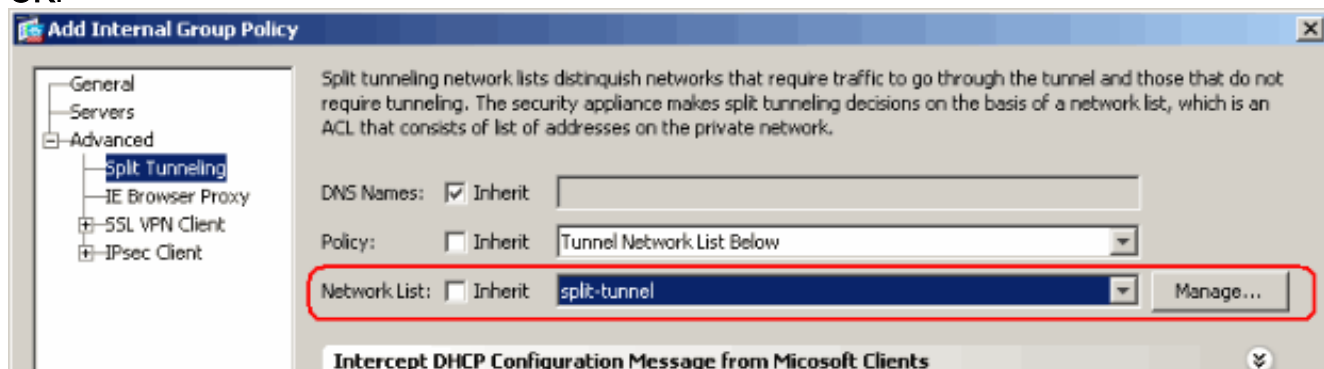 OK.
Add Internal Group Policy
General
Servers
Advanced
Split Tunneling
IE Browser Proxy
SSL VPN Client
IPsec Client
Split tunneling network lists distinquish networks that require traffic to go through the tunnel and those that do not
require tunneling. The security appliance makes split tunneling decisions on the basis of a network list, which is an
ACL that consists of list of addresses on the private network.
DNS Names: Inherit
Policy: Inherit Tunnel Network List Below
Network List: Inherit split-tunnel Manage...
Intercept DHCP Configuration Message from Micosoft Clients